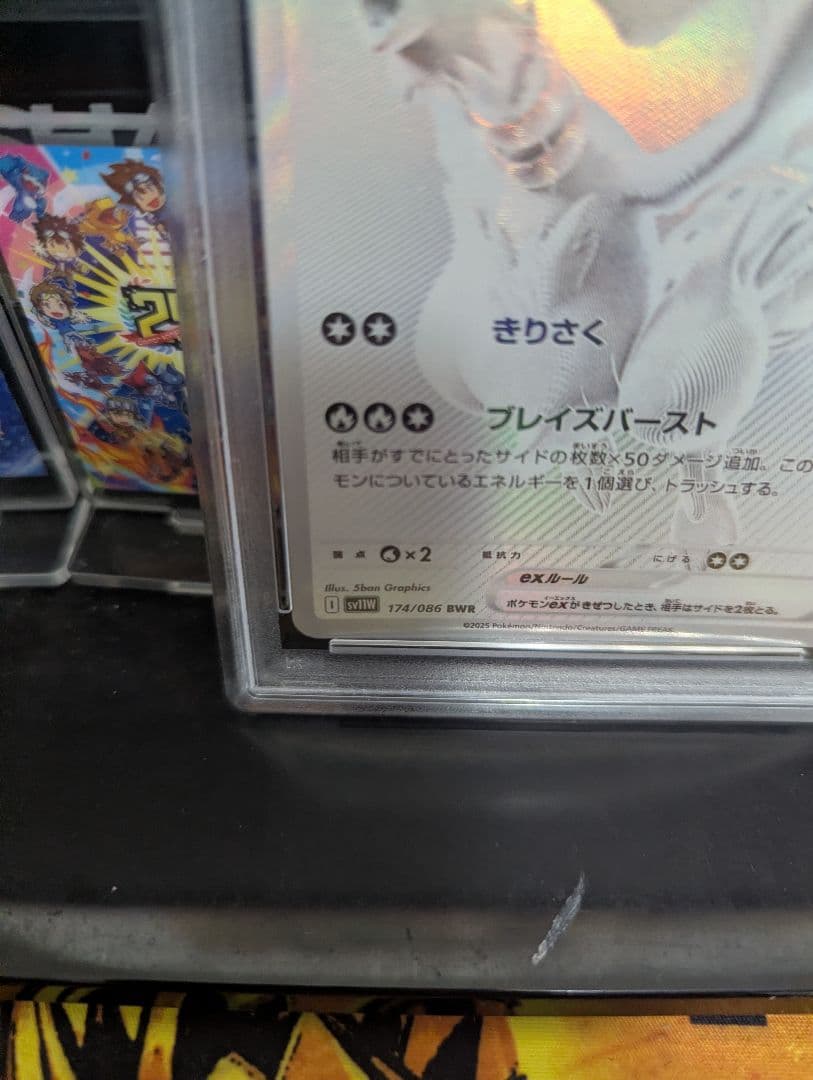 きりさく
ブレイズバースト
相手がすでにとったサイドの枚数×50ダメージ追加。この
モンについているエネルギーを1個選び、トラッシュする。
弱点 ×2 抵抗力 にげる
exルール
ポケモンexがきぜつしたとき、相手はサイドを2枚とる。
Illus. 5ban Graphics
I SV11W 174/086 BWR
©2025 Pokémon/Nintendo/Creatures/GAME FREAK